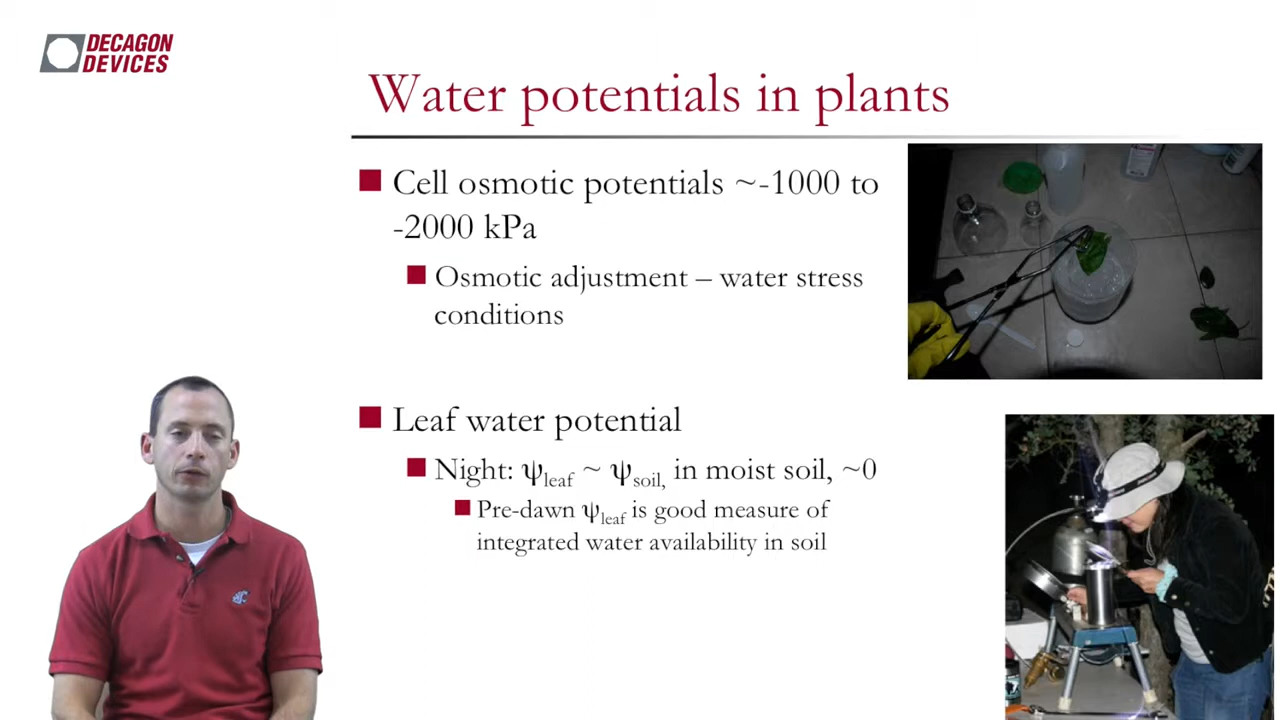 DECAGON
DEVICES
Water potentials in plants
Cell osmotic potentials ~-1000 to
-2000 kPa
Osmotic adjustment – water stress
conditions
Leaf water potential
Night: ψleaf ~ ψsoil, in moist soil, ~0
Pre-dawn ψleaf is good measure of
integrated water availability in soil